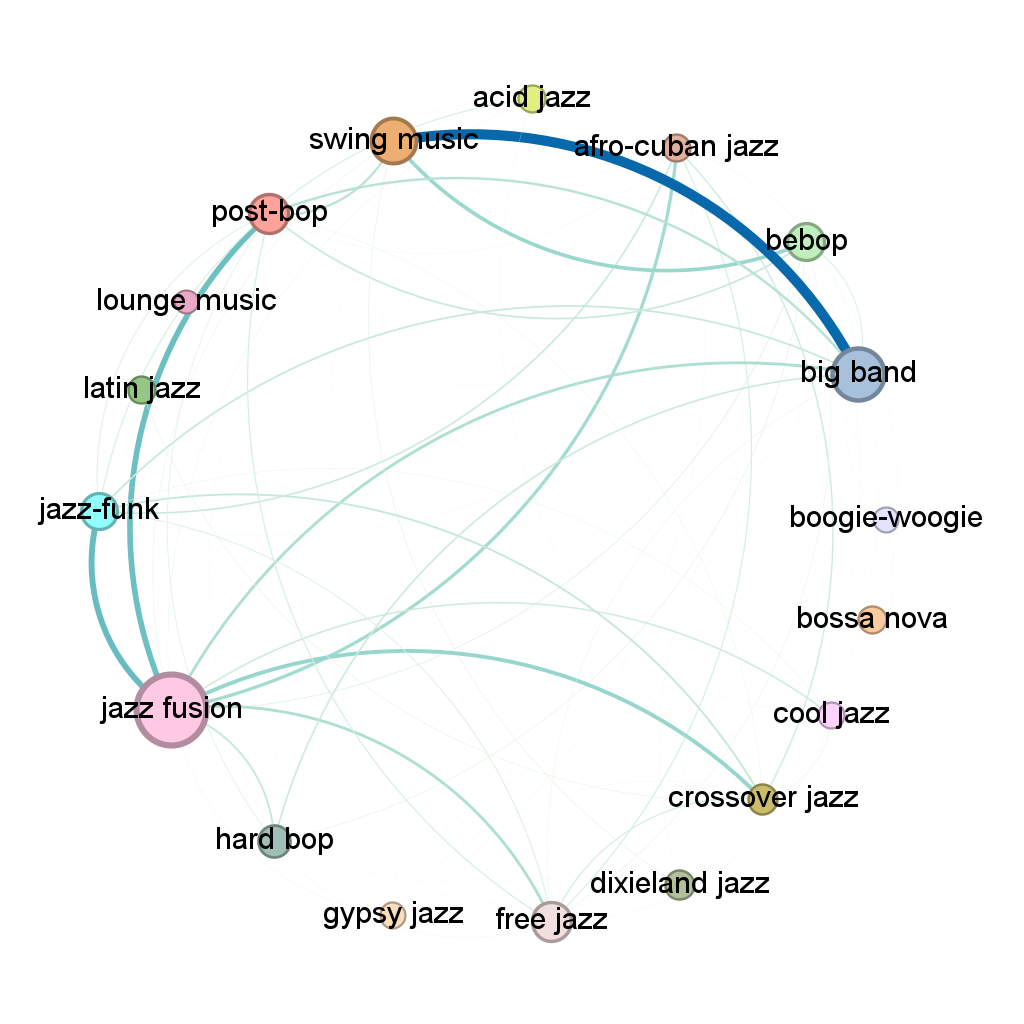 acid jazz
swing music
afro-cuban jazz
post-bop
bebop
lounge music
big band
latin jazz
jazz-funk
boogie-woogie
bossa nova
jazz fusion
cool jazz
crossover jazz
hard bop
dixieland jazz
gypsy jazz
free jazz